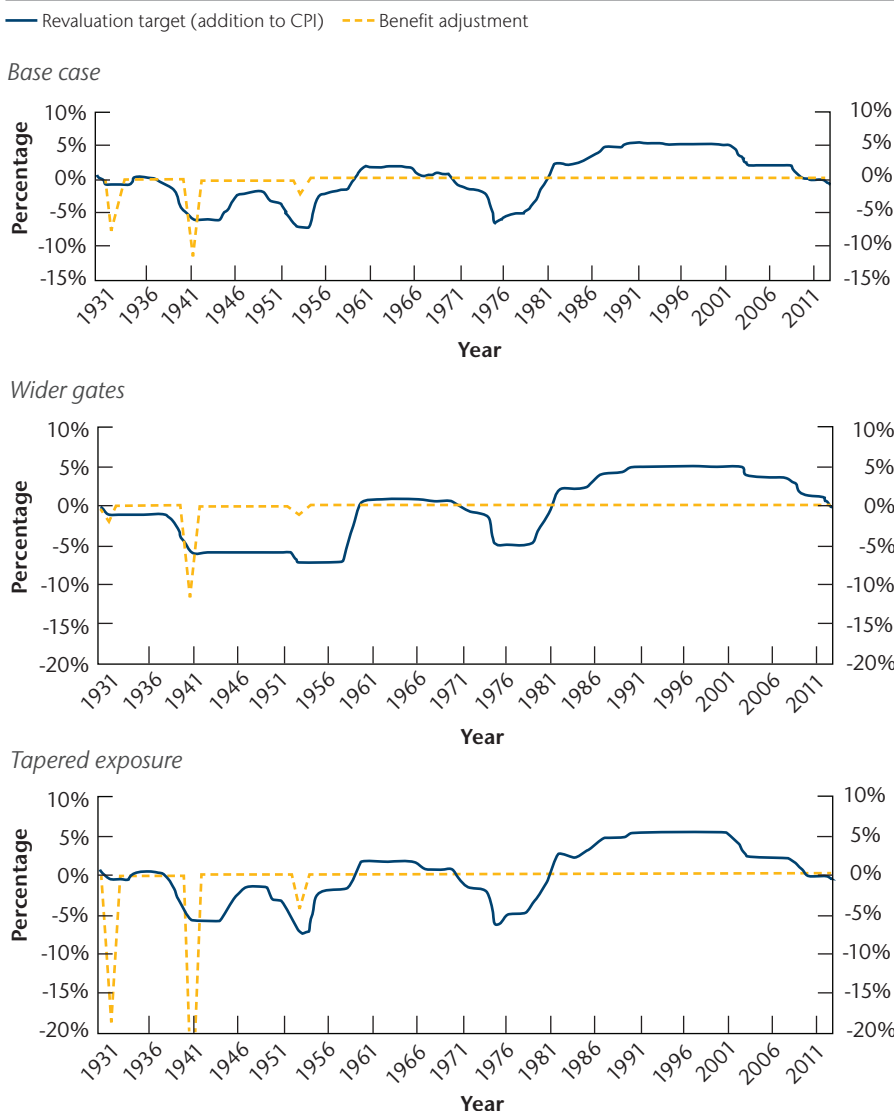 Revaluation target (addition to CPI) Benefit adjustment
Base case
Percentage
10% 10%
5% 5%
0% 0%
-5% -5%
-10% -10%
-15% -15%
1931 1936 1941 1946 1951 1956 1961 1966 1971 1976 1981 1986 1991 1996 2001 2006 2011
Year
Wider gates
Percentage
10% 10%
5% 5%
0% 0%
-5% -5%
-10% -10%
-15% -15%
-20% -20%
1931 1936 1941 1946 1951 1956 1961 1966 1971 1976 1981 1986 1991 1996 2001 2006 2011
Year
Tapered exposure
Percentage
10% 10%
5% 5%
0% 0%
-5% -5%
-10% -10%
-15% -15%
-20% -20%
1931 1936 1941 1946 1951 1956 1961 1966 1971 1976 1981 1986 1991 1996 2001 2006 2011
Year